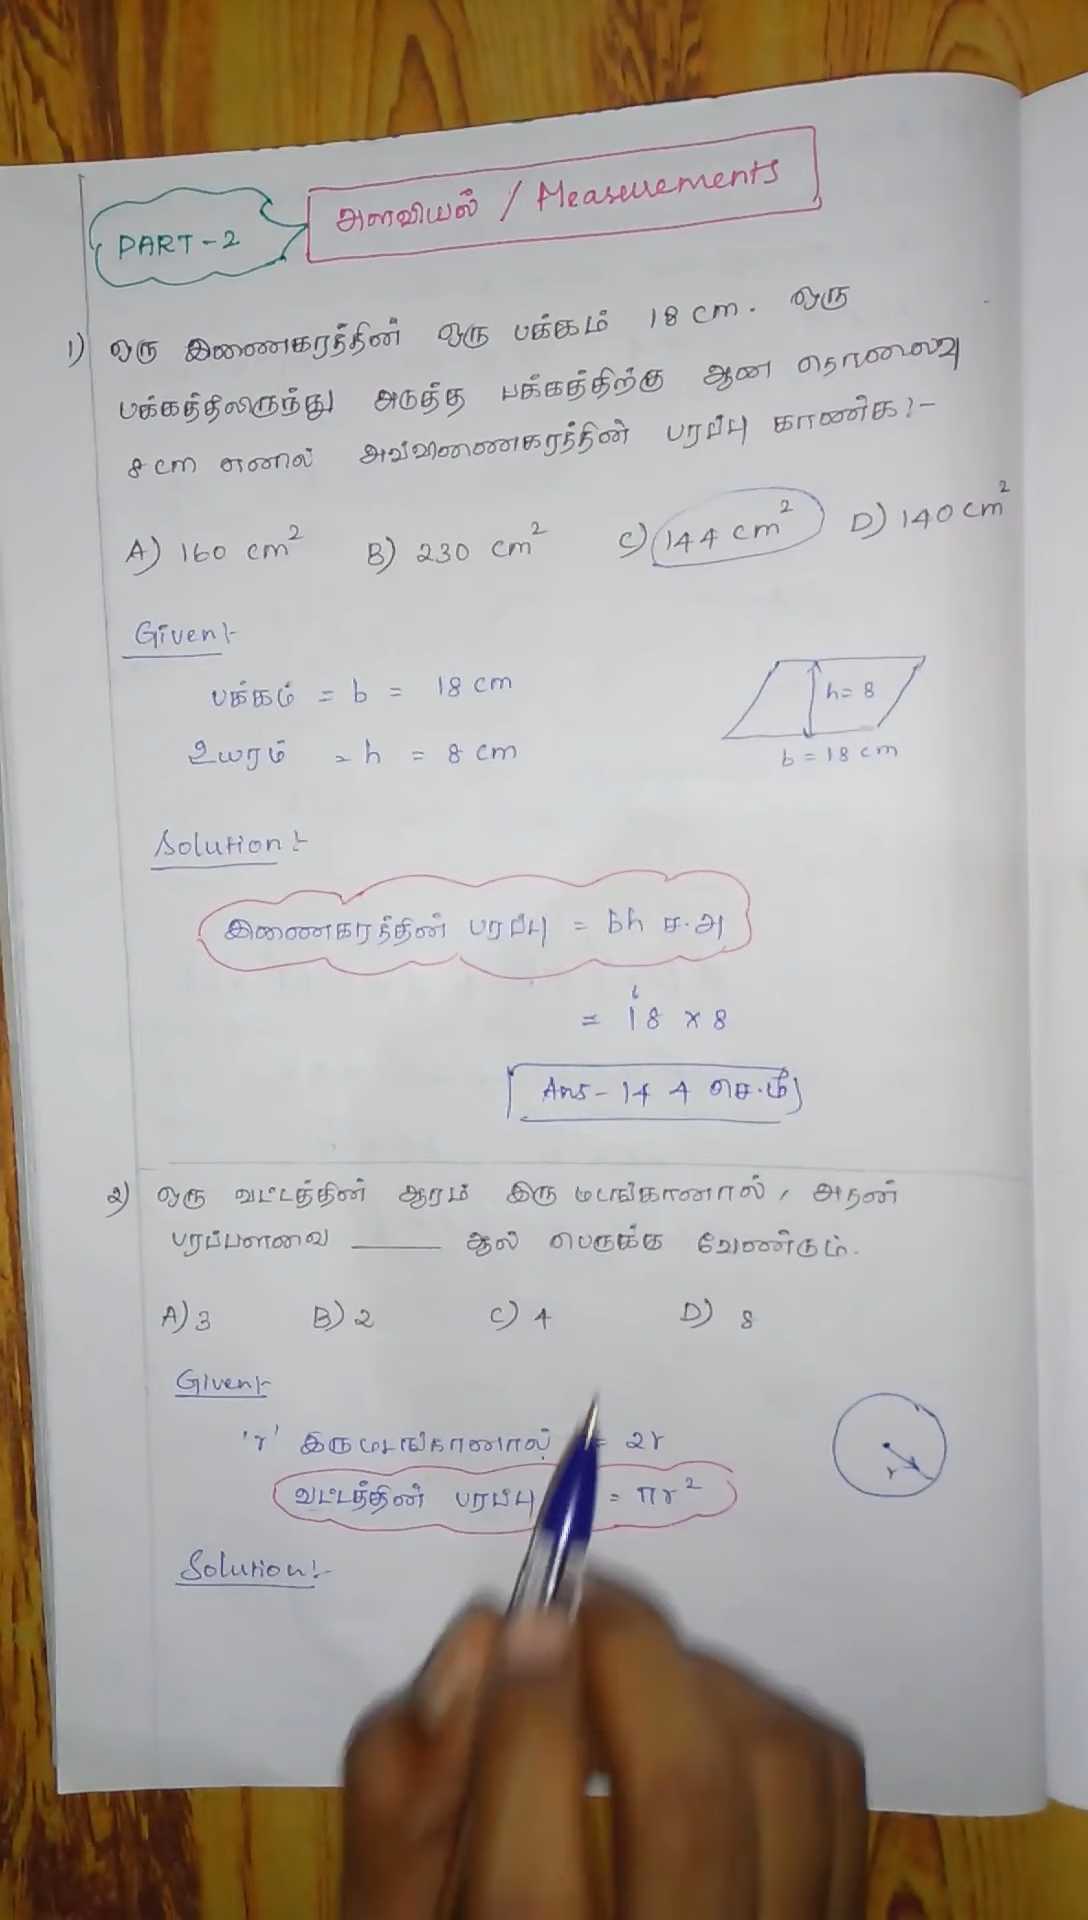 PART-2
அளவியல் / Measurements
1) ஒரு இணைகரத்தின் ஒரு பக்கம் 18 cm. ஒரு
பக்கத்திலிருந்து அடுத்த பக்கத்திற்கு ஆன தொலைவு
8 cm எனில் அவ்விணைகரத்தின் பரப்பு காண்க:-
A) 160 cm² B) 230 cm² C) 144 cm² D) 140 cm²
Given:-
பக்கம் = b = 18 cm
உயரம் = h = 8 cm
h = 8
b = 18 cm
Solution:-
இணைகரத்தின் பரப்பு = bh ச.அ
6
= 18 × 8
Ans - 144 செ.மீ
2) ஒரு வட்டத்தின் ஆரம் இரு மடங்கானால், அதன்
பரப்பளவை _____ ஆல் பெருக்க வேண்டும்.
A) 3 B) 2 C) 4 D) 8
Given:-
'r' இருமடங்கானால் = 2r
வட்டத்தின் பரப்பு = πr²
r
Solution:-